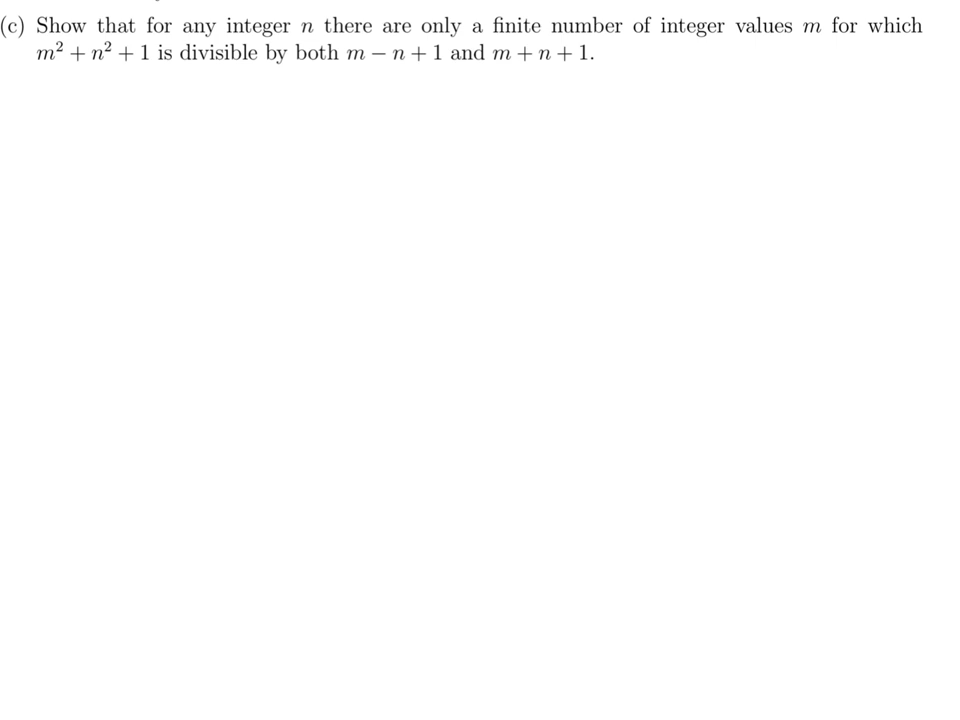 (c) Show that for any integer n there are only a finite number of integer values m for which
m² + n² + 1 is divisible by both m − n + 1 and m + n + 1.